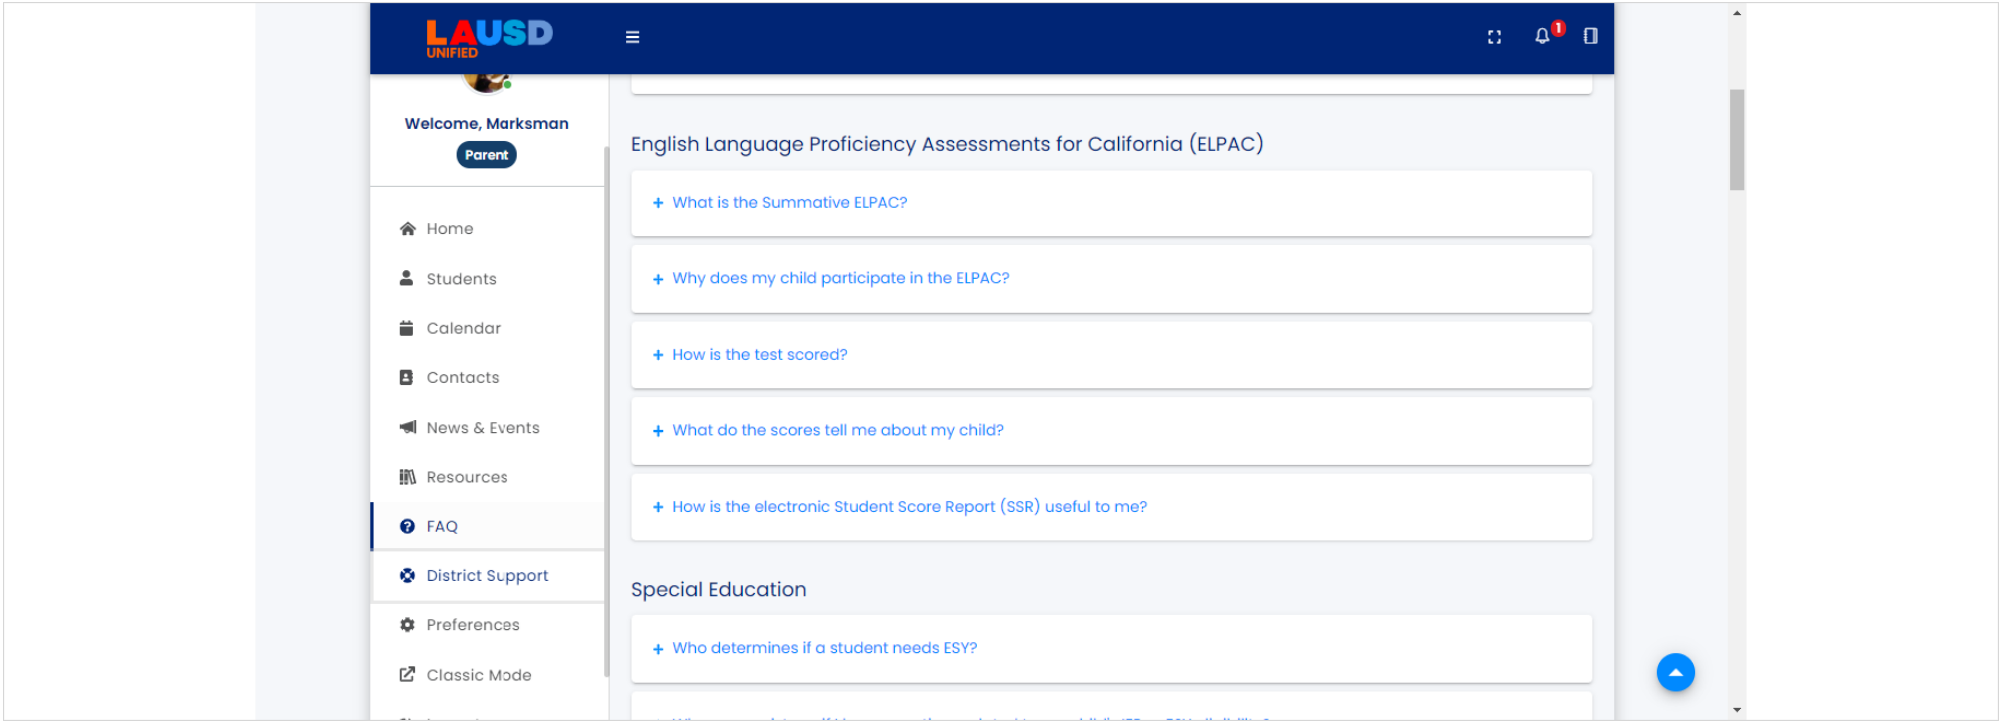 LAUSD
UNIFIED
1
Welcome, Marksman
Parent
Home
Students
Calendar
Contacts
News & Events
Resources
FAQ
District Support
Preferences
Classic Mode
English Language Proficiency Assessments for California (ELPAC)
+ What is the Summative ELPAC?
+ Why does my child participate in the ELPAC?
+ How is the test scored?
+ What do the scores tell me about my child?
+ How is the electronic Student Score Report (SSR) useful to me?
Special Education
+ Who determines if a student needs ESY?